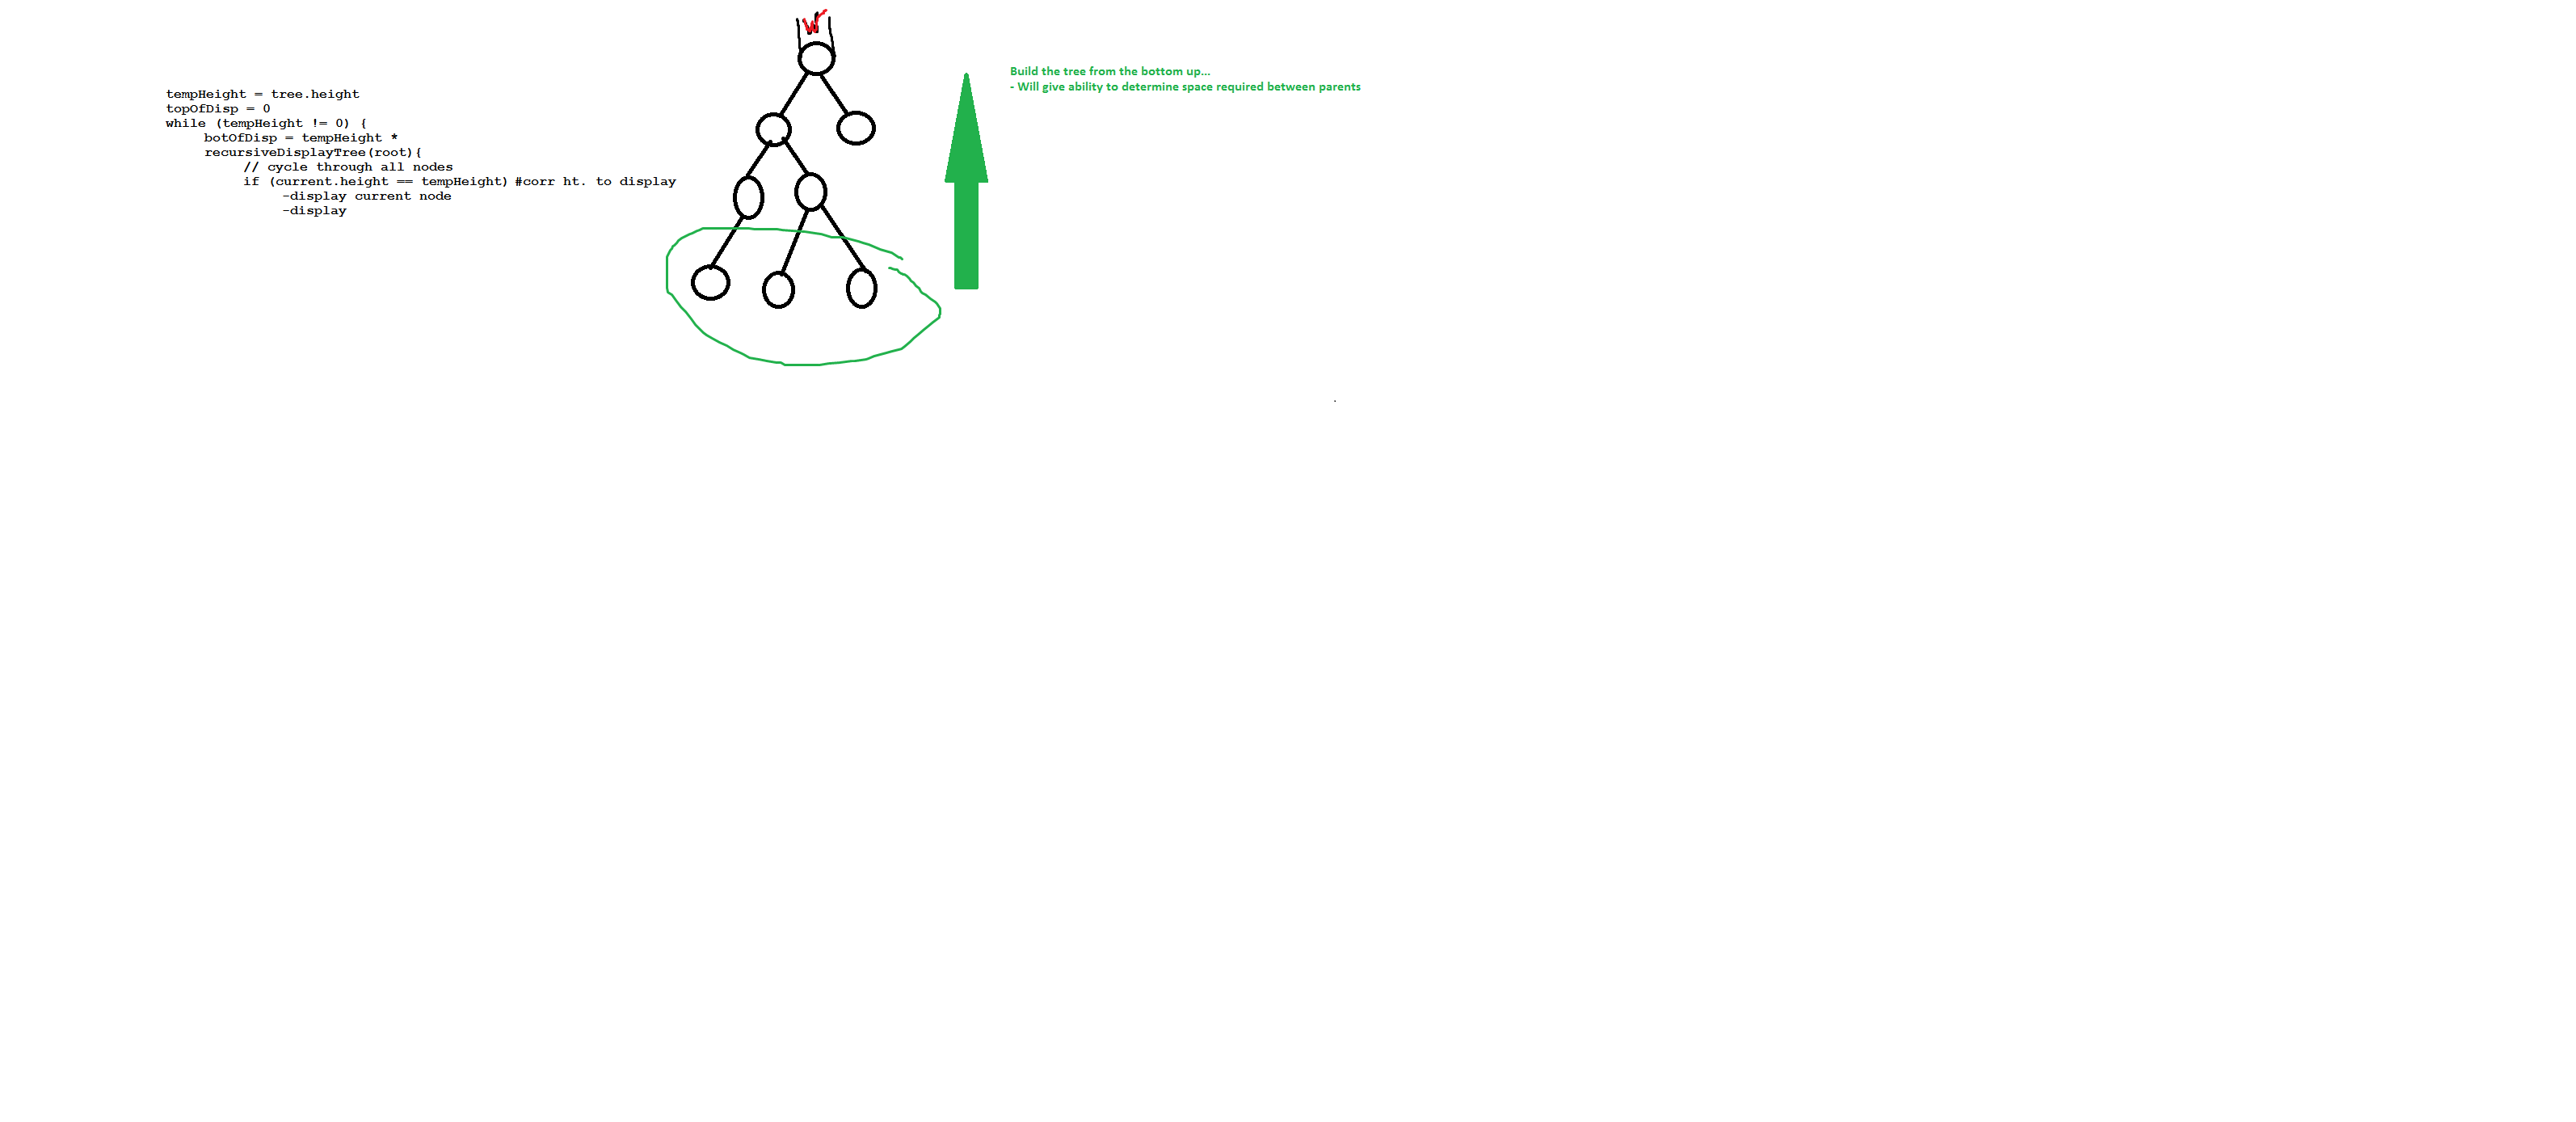 tempHeight = tree.height
topOfDisp = 0
while (tempHeight != 0) {
botOfDisp = tempHeight *
recursiveDisplayTree(root){
// cycle through all nodes
if (current.height == tempHeight) #corr ht. to display
-display current node
-display
W
Build the tree from the bottom up...
- Will give ability to determine space required between parents